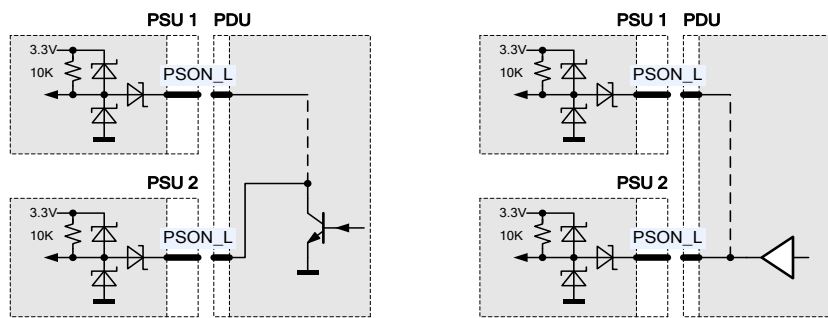 PSU 1 PDU
3.3V
10K
PSON_L
PSU 2
3.3V
10K
PSON_L
PSU 1 PDU
3.3V
10K
PSON_L
PSU 2
3.3V
10K
PSON_L